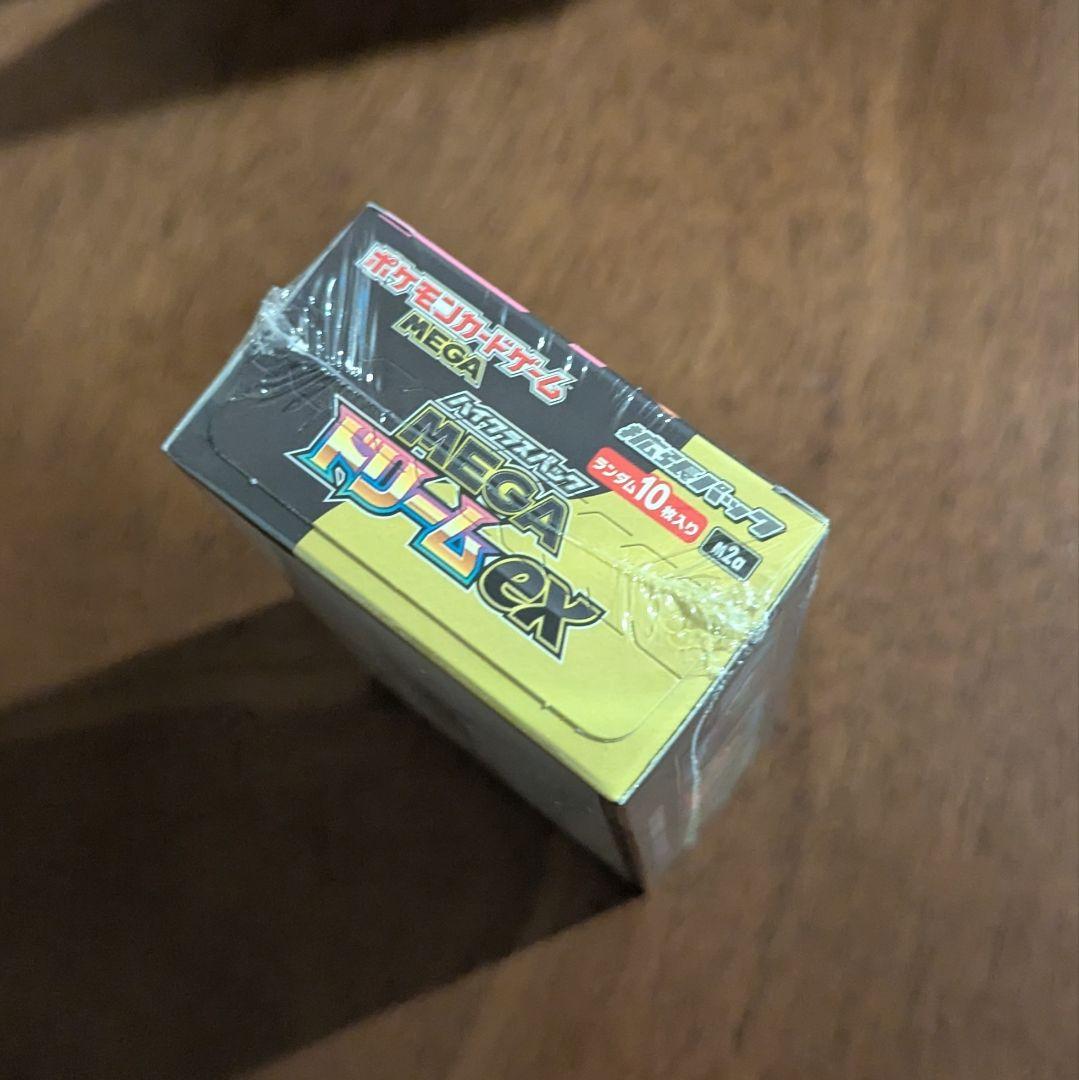 ポケモンカードゲーム
MEGA
ハイクラスパック
MEGA
ドリームex
拡張パック
ランダム10枚入り
M2a